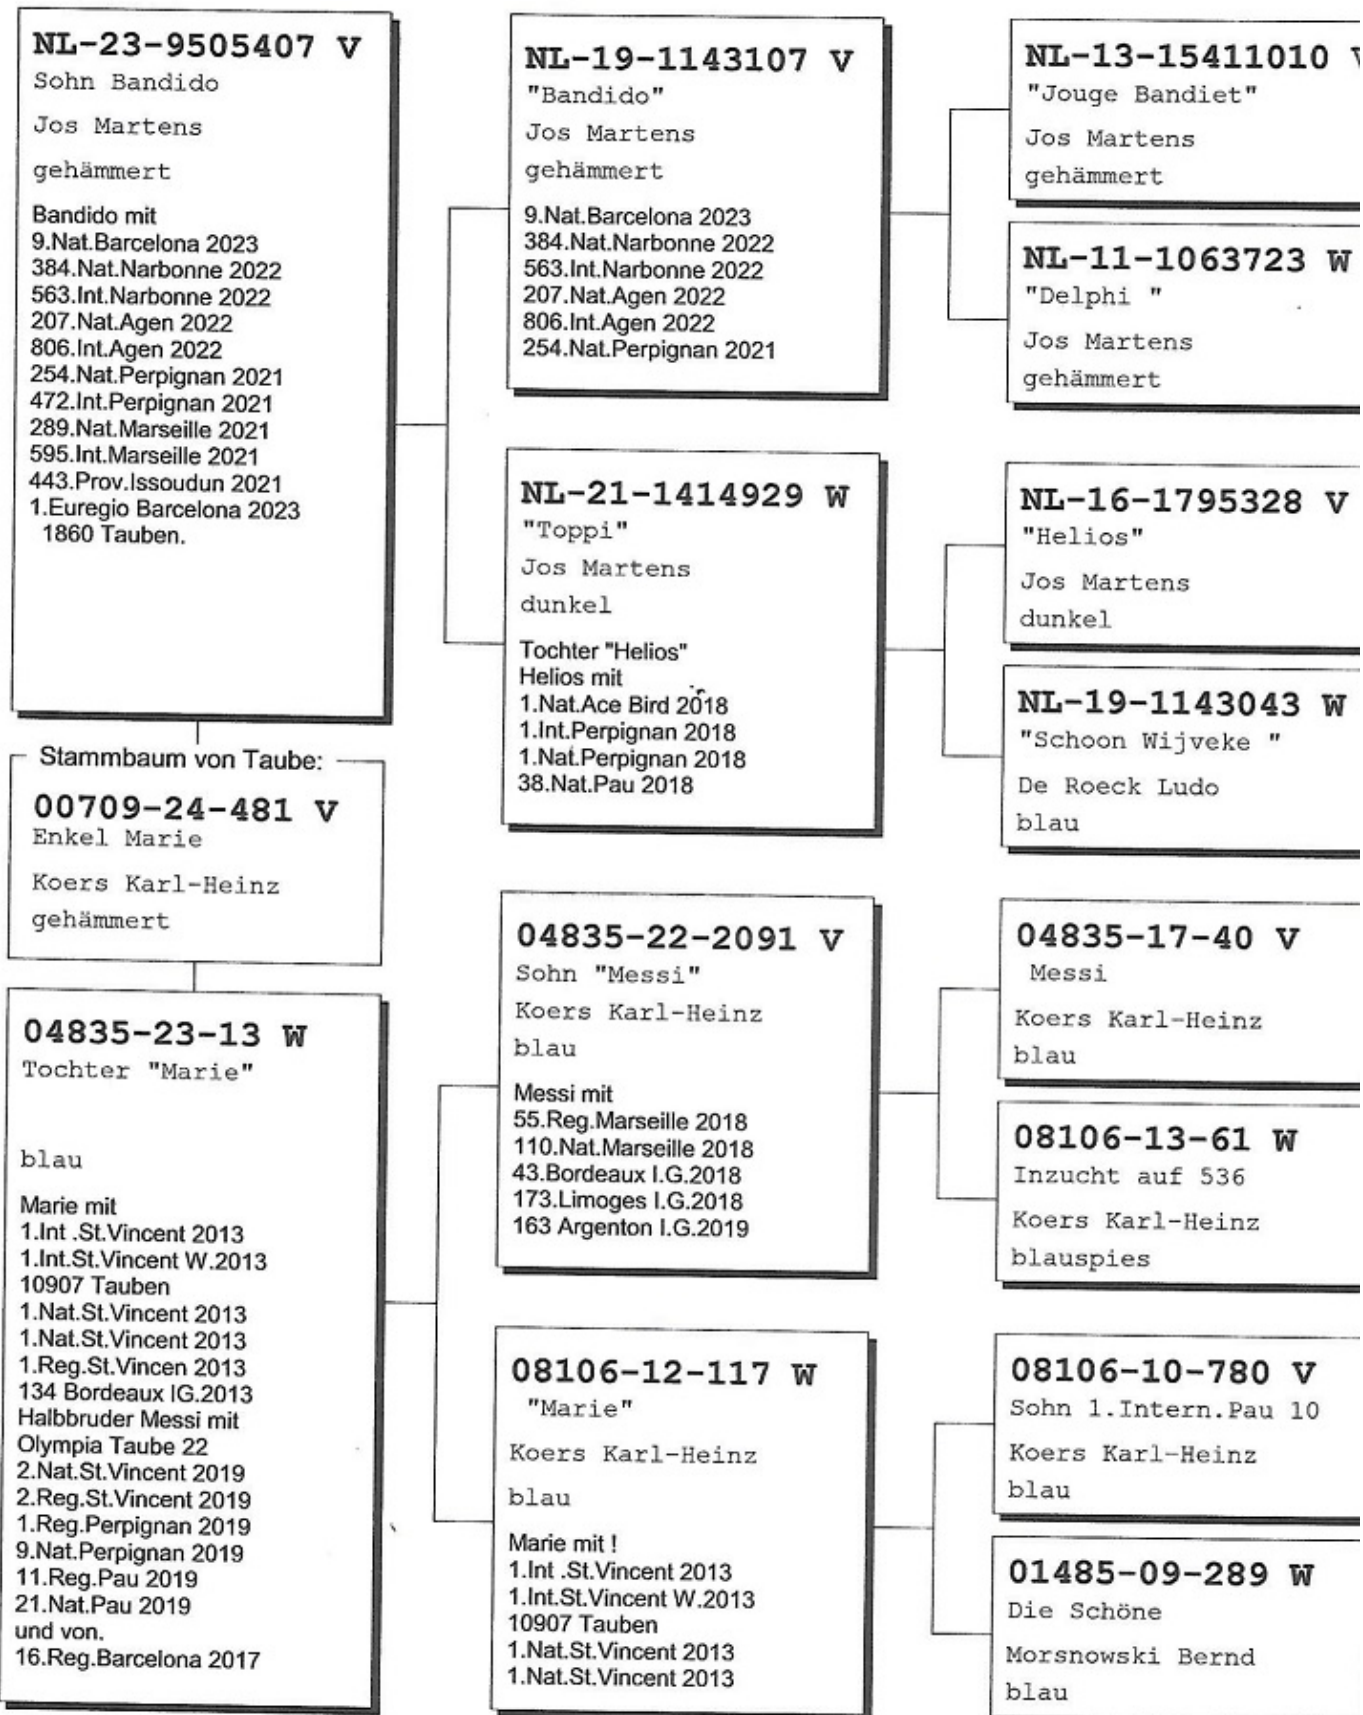 NL-23-9505407 V
Sohn Bandido
Jos Martens
gehämmert
Bandido mit
9.Nat.Barcelona 2023
384.Nat.Narbonne 2022
563.Int.Narbonne 2022
207.Nat.Agen 2022
806.Int.Agen 2022
254.Nat.Perpignan 2021
472.Int.Perpignan 2021
289.Nat.Marseille 2021
595.Int.Marseille 2021
443.Prov.Issoudun 2021
1.Euregio Barcelona 2023
1860 Tauben.
Stammbaum von Taube:
00709-24-481 V
Enkel Marie
Koers Karl-Heinz
gehämmert
04835-23-13 W
Tochter "Marie"
blau
Marie mit
1.Int .St.Vincent 2013
1.Int.St.Vincent W.2013
10907 Tauben
1.Nat.St.Vincent 2013
1.Nat.St.Vincent 2013
1.Reg.St.Vincen 2013
134 Bordeaux IG.2013
Halbbruder Messi mit
Olympia Taube 22
2.Nat.St.Vincent 2019
2.Reg.St.Vincent 2019
1.Reg.Perpignan 2019
9.Nat.Perpignan 2019
11.Reg.Pau 2019
21.Nat.Pau 2019
und von.
16.Reg.Barcelona 2017
NL-19-1143107 V
"Bandido"
Jos Martens
gehämmert
9.Nat.Barcelona 2023
384.Nat.Narbonne 2022
563.Int.Narbonne 2022
207.Nat.Agen 2022
806.Int.Agen 2022
254.Nat.Perpignan 2021
NL-21-1414929 W
"Toppi"
Jos Martens
dunkel
Tochter "Helios"
Helios mit
1.Nat.Ace Bird 2018
1.Int.Perpignan 2018
1.Nat.Perpignan 2018
38.Nat.Pau 2018
04835-22-2091 V
Sohn "Messi"
Koers Karl-Heinz
blau
Messi mit
55.Reg.Marseille 2018
110.Nat.Marseille 2018
43.Bordeaux I.G.2018
173.Limoges I.G.2018
163 Argenton I.G.2019
08106-12-117 W
"Marie"
Koers Karl-Heinz
blau
Marie mit !
1.Int .St.Vincent 2013
1.Int.St.Vincent W.2013
10907 Tauben
1.Nat.St.Vincent 2013
1.Nat.St.Vincent 2013
NL-13-15411010 V
"Jouge Bandiet"
Jos Martens
gehämmert
NL-11-1063723 W
"Delphi "
Jos Martens
gehämmert
NL-16-1795328 V
"Helios"
Jos Martens
dunkel
NL-19-1143043 W
"Schoon Wijveke "
De Roeck Ludo
blau
04835-17-40 V
Messi
Koers Karl-Heinz
blau
08106-13-61 W
Inzucht auf 536
Koers Karl-Heinz
blauspies
08106-10-780 V
Sohn 1.Intern.Pau 10
Koers Karl-Heinz
blau
01485-09-289 W
Die Schöne
Morsnowski Bernd
blau